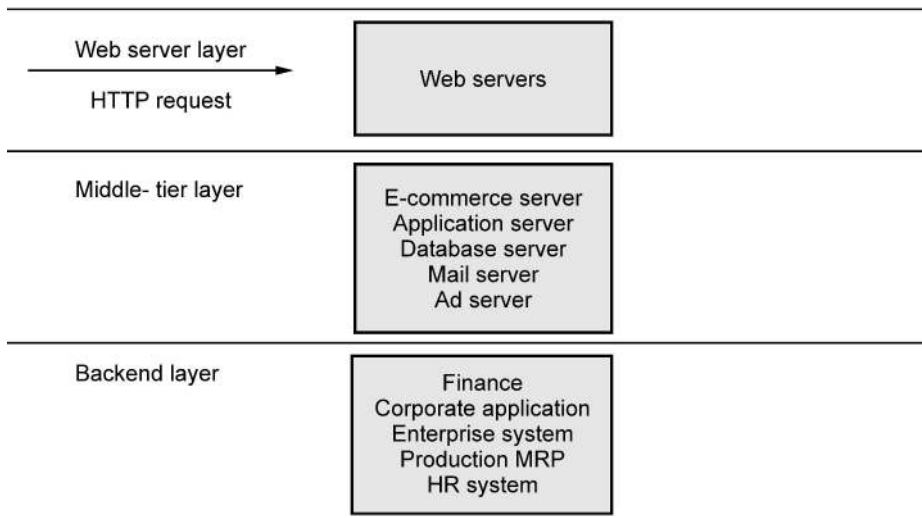 Web server layer
HTTP request
Web servers
Middle- tier layer
E-commerce server
Application server
Database server
Mail server
Ad server
Backend layer
Finance
Corporate application
Enterprise system
Production MRP
HR system